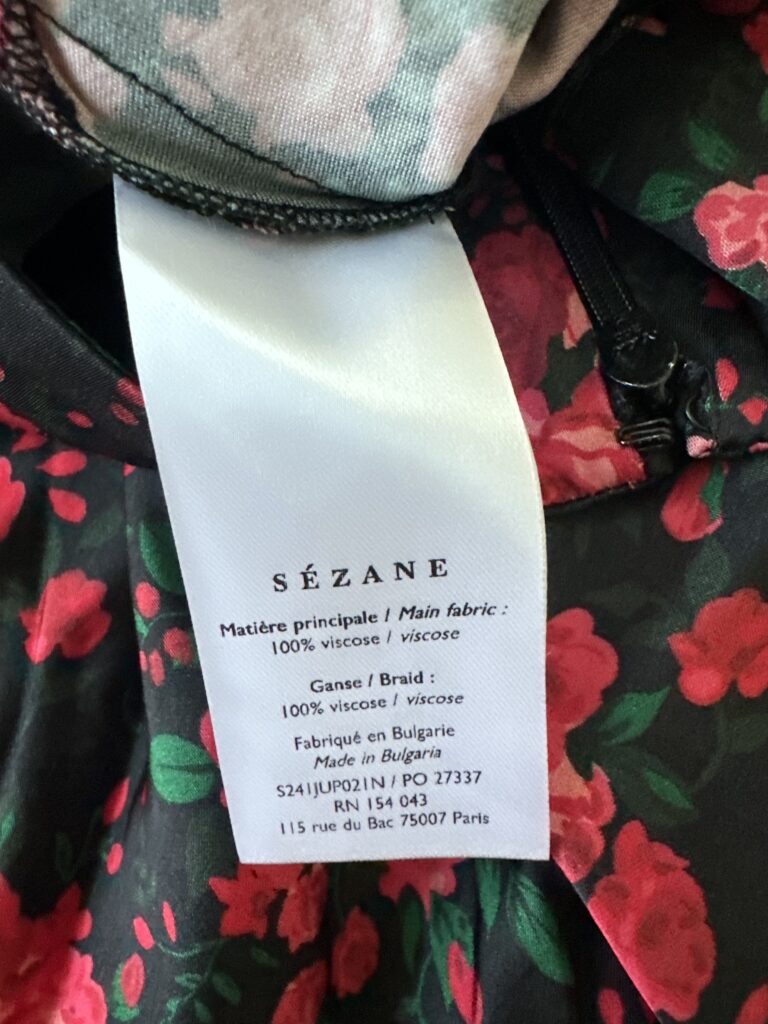 SÉZANE
Matière principale / Main fabric :
100% viscose / viscose
Ganse / Braid :
100% viscose / viscose
Fabriqué en Bulgarie
Made in Bulgaria
S241JUP021N / PO 27337
RN 154 043
115 rue du Bac 75007 Paris